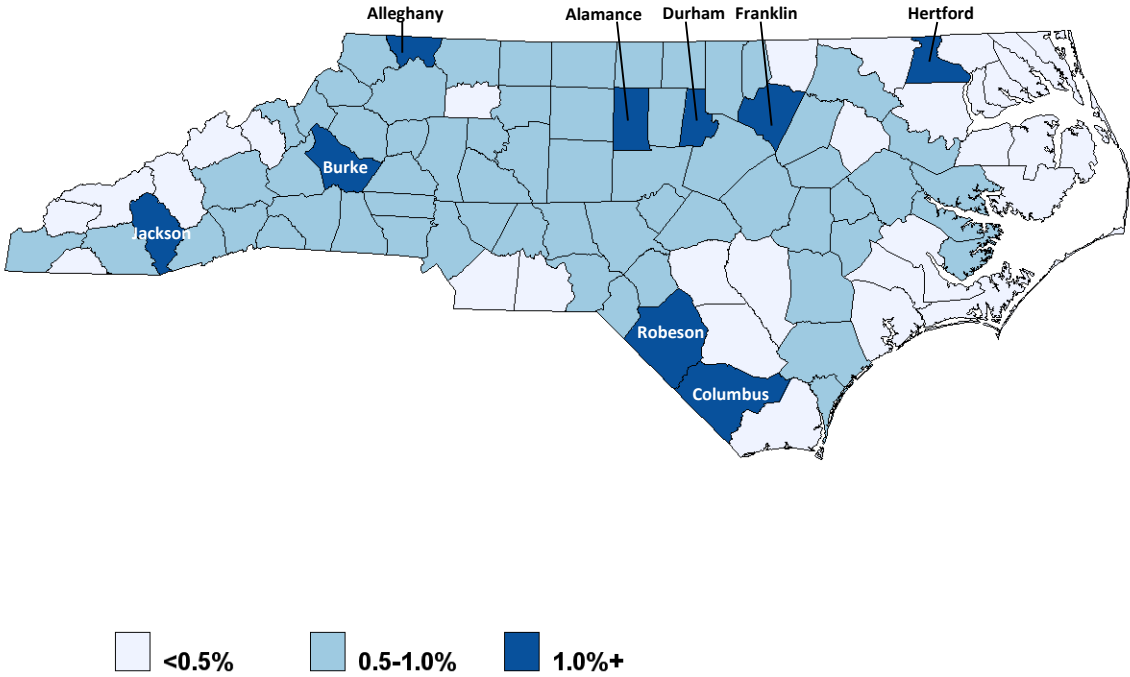 Alleghany
Alamance
Durham
Franklin
Hertford
Burke
Jackson
Robeson
Columbus
<0.5%
0.5-1.0%
1.0%+